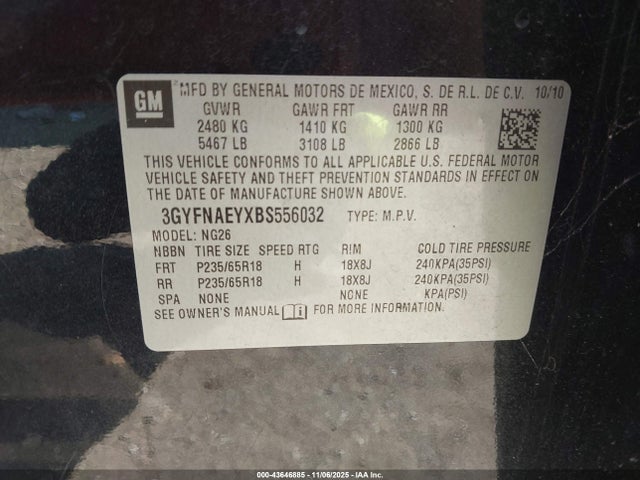 GM
MFD BY GENERAL MOTORS DE MEXICO, S. DE R.L. DE C.V. 10/10
GVWR GAWR FRT GAWR RR
2480 KG 1410 KG 1300 KG
5467 LB 3108 LB 2866 LB
THIS VEHICLE CONFORMS TO ALL APPLICABLE U.S. FEDERAL MOTOR
VEHICLE SAFETY AND THEFT PREVENTION STANDARDS IN EFFECT ON
THE DATE OF MANUFACTURE SHOWN ABOVE.
3GYFNAEYXBS556032 TYPE: M.P.V.
MODEL: NG26
NBBN TIRE SIZE SPEED RTG RIM COLD TIRE PRESSURE
FRT P235/65R18 H 18X8J 240KPA(35PSI)
RR P235/65R18 H 18X8J 240KPA(35PSI)
SPA NONE NONE KPA(PSI)
SEE OWNER'S MANUAL FOR MORE INFORMATION.
000-43646885 - 11/06/2025 - IAA Inc.